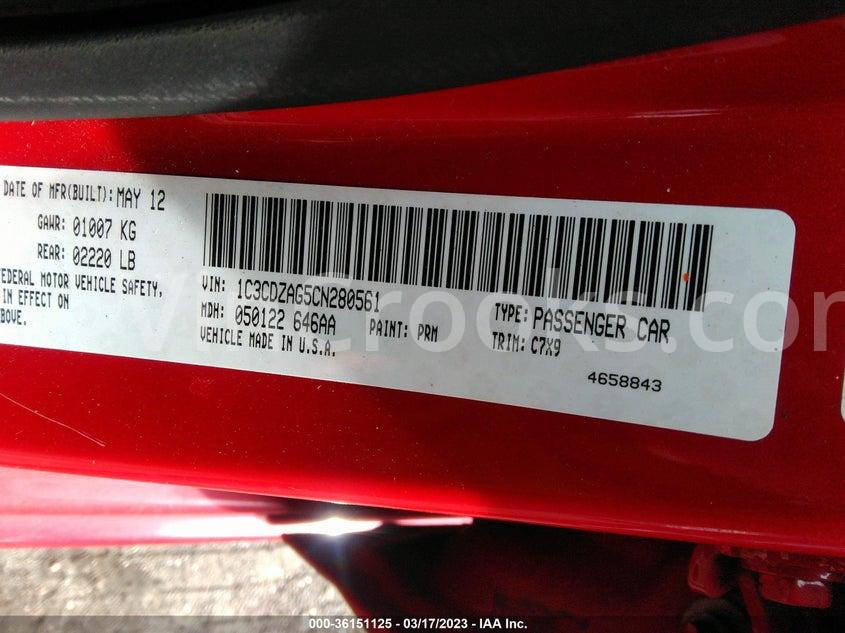 DATE OF MFR(BUILT): MAY 12
GAWR: 01007 KG
REAR: 02220 LB
FEDERAL MOTOR VEHICLE SAFETY,
IN EFFECT ON
ABOVE.
VIN: 1C3CDZAG5CN280561
MDH: 050122 646AA PAINT: PRM
VEHICLE MADE IN U.S.A.
TYPE: PASSENGER CAR
TRIM: C7X9
4658843
000-36151125 - 03/17/2023 - IAA Inc.